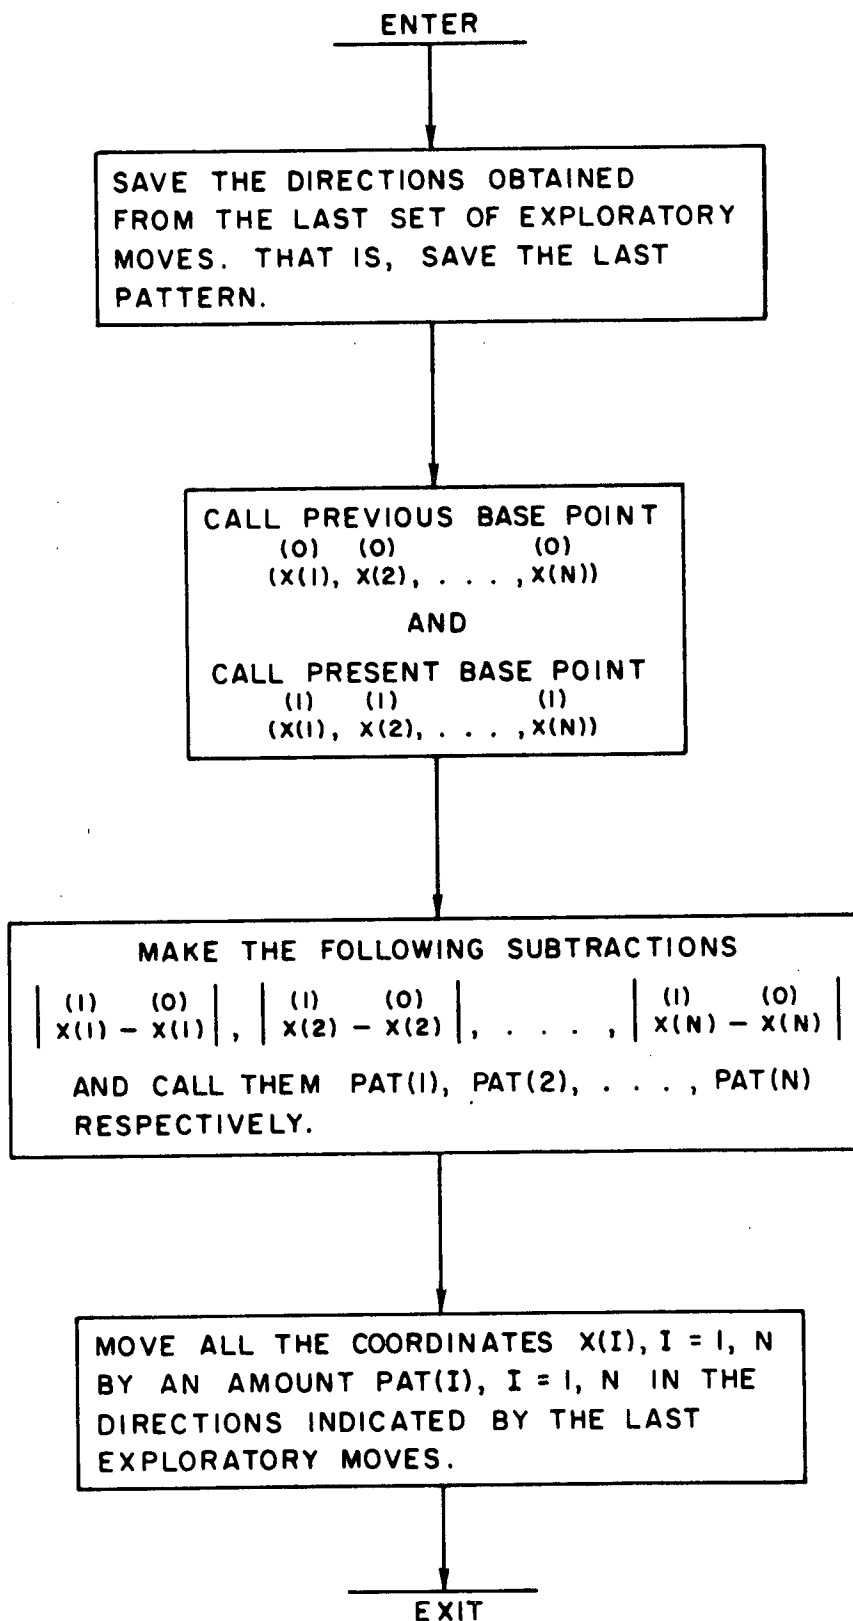 ENTER
SAVE THE DIRECTIONS OBTAINED
FROM THE LAST SET OF EXPLORATORY
MOVES. THAT IS, SAVE THE LAST
PATTERN.
CALL PREVIOUS BASE POINT
(0) (0) (0)
(X(1), X(2), . . . , X(N))
AND
CALL PRESENT BASE POINT
(1) (1) (1)
(X(1), X(2), . . . , X(N))
MAKE THE FOLLOWING SUBTRACTIONS
| (1) (0) | | (1) (0) | | (1) (0) |
| X(1) - X(1) | , | X(2) - X(2) | , . . . . , | X(N) - X(N) |
AND CALL THEM PAT(1), PAT(2), . . . , PAT(N)
RESPECTIVELY.
MOVE ALL THE COORDINATES X(I), I = 1, N
BY AN AMOUNT PAT(I), I = 1, N IN THE
DIRECTIONS INDICATED BY THE LAST
EXPLORATORY MOVES.
EXIT